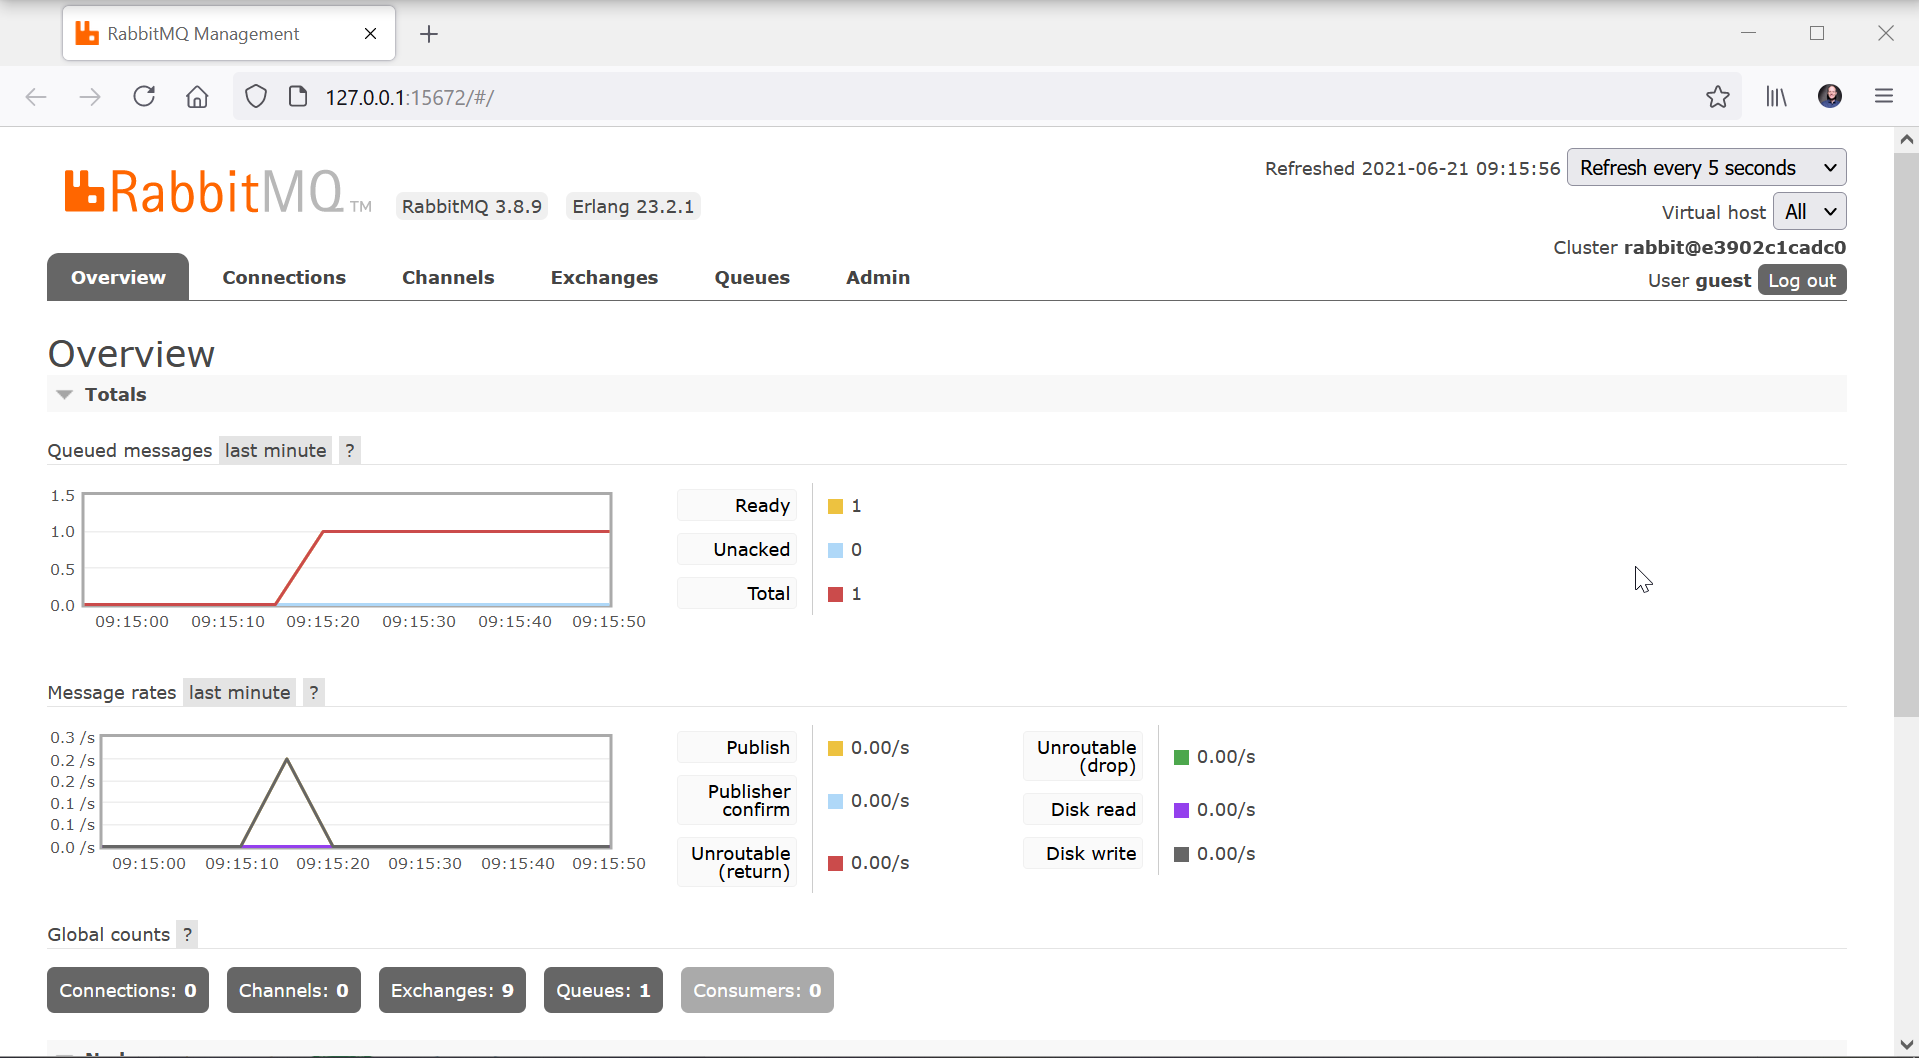 RabbitMQ Management
127.0.0.1:15672/#/
RabbitMQ TM
RabbitMQ 3.8.9
Erlang 23.2.1
Refreshed 2021-06-21 09:15:56
Refresh every 5 seconds
Virtual host
All
Cluster rabbit@e3902c1cadc0
User guest
Log out
Overview
Connections
Channels
Exchanges
Queues
Admin
Overview
Totals
Queued messages last minute ?
1.5
1.0
0.5
0.0
09:15:00 09:15:10 09:15:20 09:15:30 09:15:40 09:15:50
Ready 1
Unacked 0
Total 1
Message rates last minute ?
0.3 /s
0.2 /s
0.2 /s
0.1 /s
0.1 /s
0.0 /s
09:15:00 09:15:10 09:15:20 09:15:30 09:15:40 09:15:50
Publish 0.00/s
Publisher
confirm 0.00/s
Unroutable
(return) 0.00/s
Unroutable
(drop) 0.00/s
Disk read 0.00/s
Disk write 0.00/s
Global counts ?
Connections: 0
Channels: 0
Exchanges: 9
Queues: 1
Consumers: 0